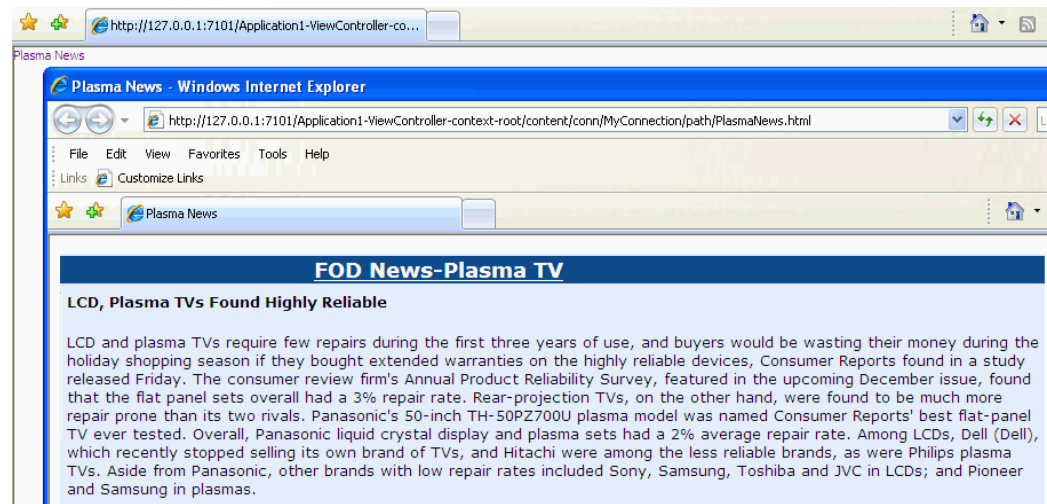 http://127.0.0.1:7101/Application1-ViewController-co...
Plasma News
Plasma News - Windows Internet Explorer
http://127.0.0.1:7101/Application1-ViewController-context-root/content/conn/MyConnection/path/PlasmaNews.html
File Edit View Favorites Tools Help
Links Customize Links
Plasma News
FOD News-Plasma TV
LCD, Plasma TVs Found Highly Reliable
LCD and plasma TVs require few repairs during the first three years of use, and buyers would be wasting their money during the
holiday shopping season if they bought extended warranties on the highly reliable devices, Consumer Reports found in a study
released Friday. The consumer review firm's Annual Product Reliability Survey, featured in the upcoming December issue, found
that the flat panel sets overall had a 3% repair rate. Rear-projection TVs, on the other hand, were found to be much more
repair prone than its two rivals. Panasonic's 50-inch TH-50PZ700U plasma model was named Consumer Reports' best flat-panel
TV ever tested. Overall, Panasonic liquid crystal display and plasma sets had a 2% average repair rate. Among LCDs, Dell (Dell),
which recently stopped selling its own brand of TVs, and Hitachi were among the less reliable brands, as were Philips plasma
TVs. Aside from Panasonic, other brands with low repair rates included Sony, Samsung, Toshiba and JVC in LCDs; and Pioneer
and Samsung in plasmas.